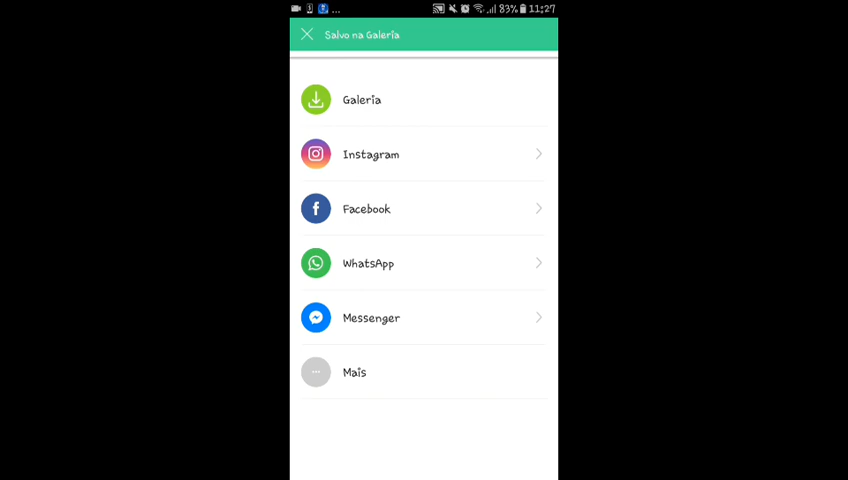 ... 83% 11:27
Salvo na Galeria
Galeria
Instagram
Facebook
WhatsApp
Messenger
Mais